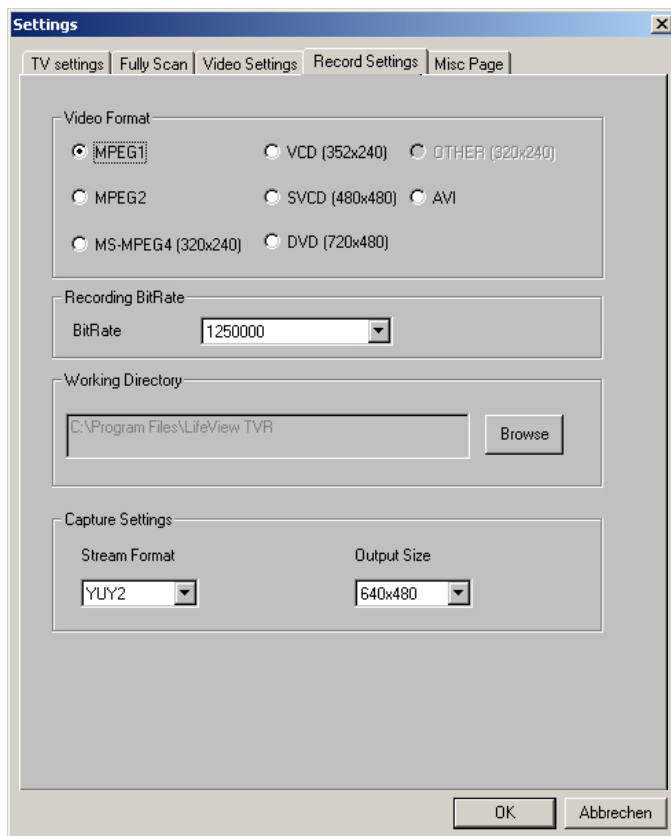 Settings
TV settings Fully Scan Video Settings Record Settings Misc Page
Video Format
MPEG1 VCD (352x240) OTHER (320x240)
MPEG2 SVCD (480x480) AVI
MS-MPEG4 (320x240) DVD (720x480)
Recording BitRate
BitRate 1250000
Working Directory
C:\Program Files\LifeView TVR
Browse
Capture Settings
Stream Format Output Size
YUY2 640x480
OK Abbrechen